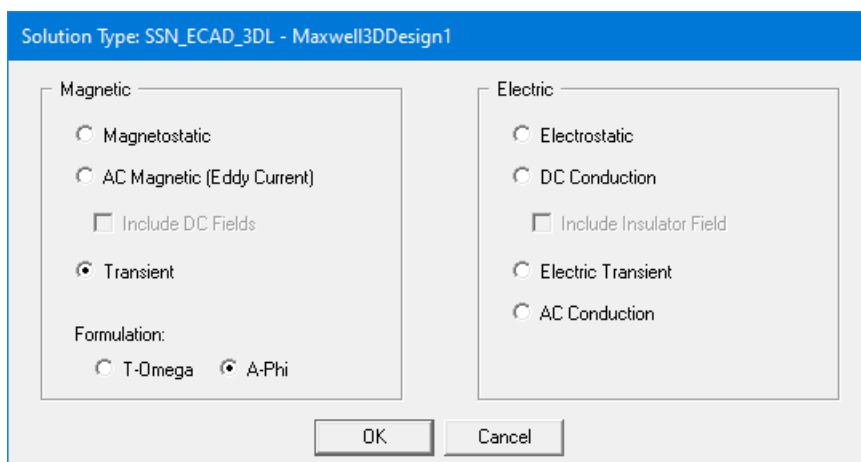 Solution Type: SSN_ECAD_3DL - Maxwell3DDesign1
Magnetic
Magnetostatic
AC Magnetic (Eddy Current)
Include DC Fields
Transient
Formulation:
T-Omega A-Phi
Electric
Electrostatic
DC Conduction
Include Insulator Field
Electric Transient
AC Conduction
OK Cancel